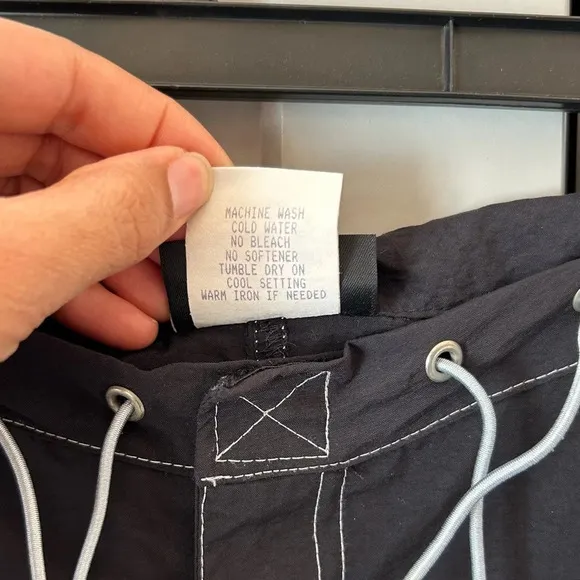 MACHINE WASH
COLD WATER
NO BLEACH
NO SOFTENER
TUMBLE DRY ON
COOL SETTING
WARM IRON IF NEEDED